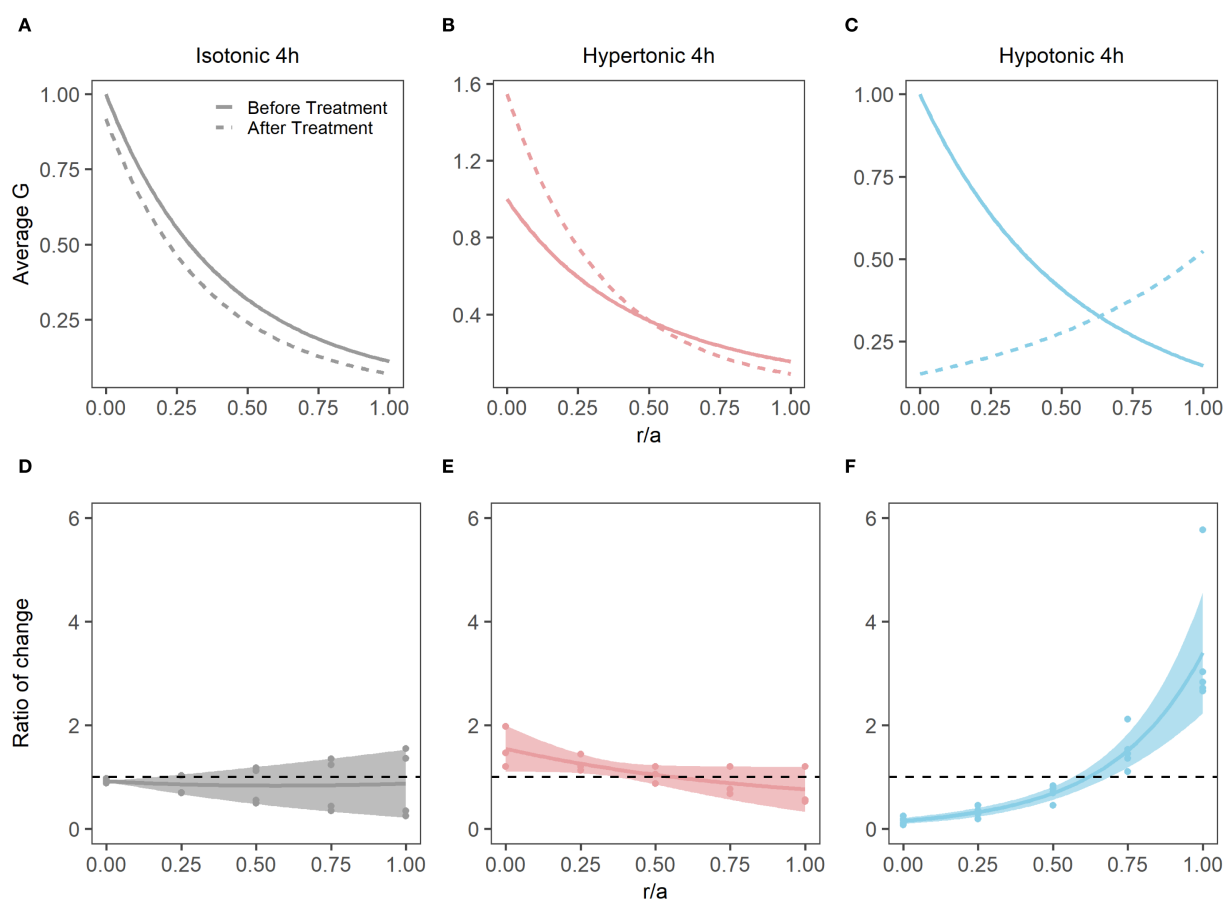 A B C
Isotonic 4h Hypertonic 4h Hypotonic 4h
Average G
1.00
0.75
0.50
0.25
Before Treatment
After Treatment
0.00 0.25 0.50 0.75 1.00
1.6
1.2
0.8
0.4
0.00 0.25 0.50 0.75 1.00
r/a
1.00
0.75
0.50
0.25
0.00 0.25 0.50 0.75 1.00
D E F
Ratio of change
6
4
2
0
0.00 0.25 0.50 0.75 1.00
6
4
2
0
0.00 0.25 0.50 0.75 1.00
r/a
6
4
2
0
0.00 0.25 0.50 0.75 1.00